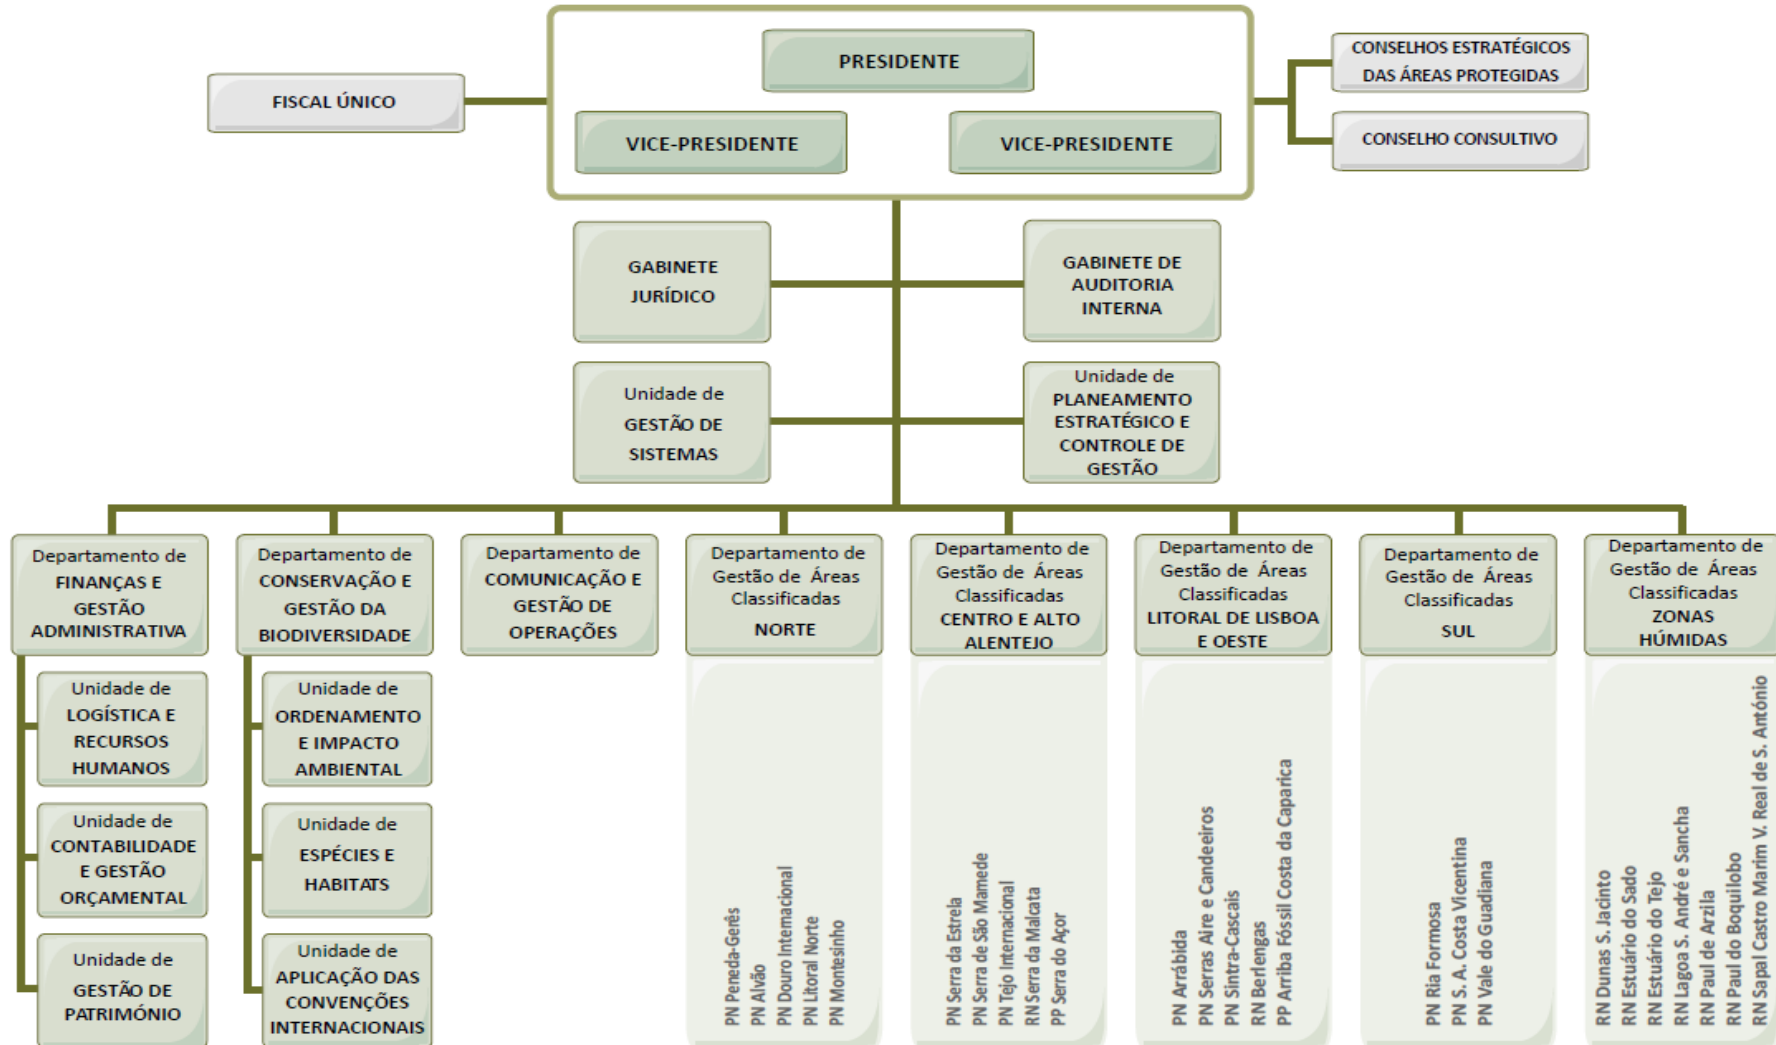 PRESIDENTE
VICE-PRESIDENTE
VICE-PRESIDENTE
FISCAL ÚNICO
CONSELHOS ESTRATÉGICOS
DAS ÁREAS PROTEGIDAS
CONSELHO CONSULTIVO
GABINETE
JURÍDICO
GABINETE DE
AUDITORIA
INTERNA
Unidade de
GESTÃO DE
SISTEMAS
Unidade de
PLANEAMENTO
ESTRATÉGICO E
CONTROLE DE
GESTÃO
Departamento de
FINANÇAS E
GESTÃO
ADMINISTRATIVA
Unidade de
LOGÍSTICA E
RECURSOS
HUMANOS
Unidade de
CONTABILIDADE
E GESTÃO
ORÇAMENTAL
Unidade de
GESTÃO DE
PATRIMÓNIO
Departamento de
CONSERVAÇÃO E
GESTÃO DA
BIODIVERSIDADE
Unidade de
ORDENAMENTO
E IMPACTO
AMBIENTAL
Unidade de
ESPÉCIES E
HABITATS
Unidade de
APLICAÇÃO DAS
CONVENÇÕES
INTERNACIONAIS
Departamento de
COMUNICAÇÃO E
GESTÃO DE
OPERAÇÕES
Departamento de
Gestão de Áreas
Classificadas
NORTE
PN Peneda-Gerês
PN Alvão
PN Douro Internacional
PN Litoral Norte
PN Montesinho
Departamento de
Gestão de Áreas
Classificadas
CENTRO E ALTO
ALENTEJO
PN Serra da Estrela
PN Serra de São Mamede
PN Tejo Internacional
RN Serra da Malcata
PP Serra do Açor
Departamento de
Gestão de Áreas
Classificadas
LITORAL DE LISBOA
E OESTE
PN Arrábida
PN Serras Aire e Candeeiros
PN Sintra-Cascais
RN Berlengas
PP Arriba Fóssil Costa da Caparica
Departamento de
Gestão de Áreas
Classificadas
SUL
PN Ria Formosa
PN S. A. Costa Vicentina
PN Vale do Guadiana
Departamento de
Gestão de Áreas
Classificadas
ZONAS
HÚMIDAS
RN Dunas S. Jacinto
RN Estuário do Sado
RN Estuário do Tejo
RN Lagoa S. André e Sancha
RN Paul de Arzila
RN Paul do Boquilobo
RN Sapal Castro Marim V. Real de S. António